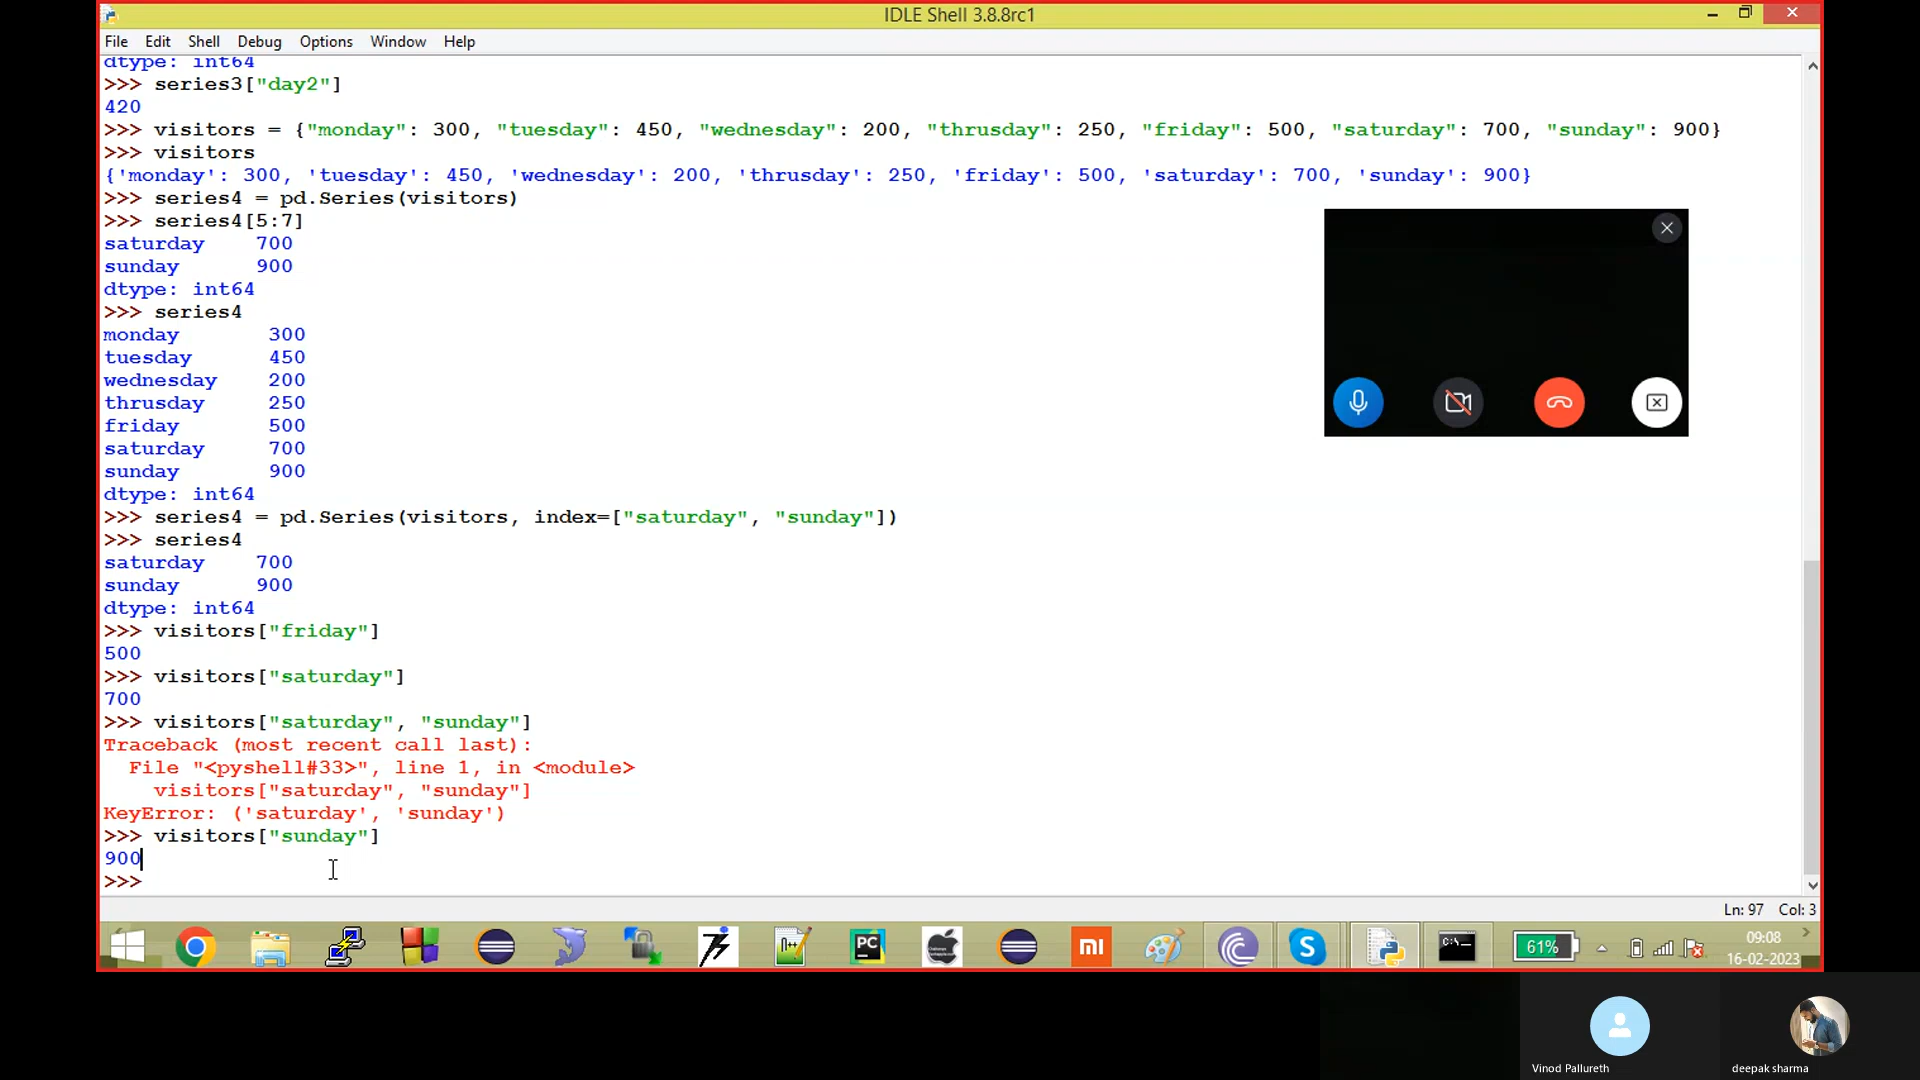 IDLE Shell 3.8.8rc1
File Edit Shell Debug Options Window Help
dtype: int64
>>> series3["day2"]
420
>>> visitors = {"monday": 300, "tuesday": 450, "wednesday": 200, "thrusday": 250, "friday": 500, "saturday": 700, "sunday": 900}
>>> visitors
{'monday': 300, 'tuesday': 450, 'wednesday': 200, 'thrusday': 250, 'friday': 500, 'saturday': 700, 'sunday': 900}
>>> series4 = pd.Series(visitors)
>>> series4[5:7]
saturday    700
sunday      900
dtype: int64
>>> series4
monday       300
tuesday      450
wednesday    200
thrusday     250
friday       500
saturday     700
sunday       900
dtype: int64
>>> series4 = pd.Series(visitors, index=["saturday", "sunday"])
>>> series4
saturday    700
sunday      900
dtype: int64
>>> visitors["friday"]
500
>>> visitors["saturday"]
700
>>> visitors["saturday", "sunday"]
Traceback (most recent call last):
  File "<pyshell#33>", line 1, in <module>
    visitors["saturday", "sunday"]
KeyError: ('saturday', 'sunday')
>>> visitors["sunday"]
900
>>>
Ln: 97 Col: 3
N++ PC mi S C:\_ 61% 09:08
16-02-2023
Vinod Pallureth deepak sharma